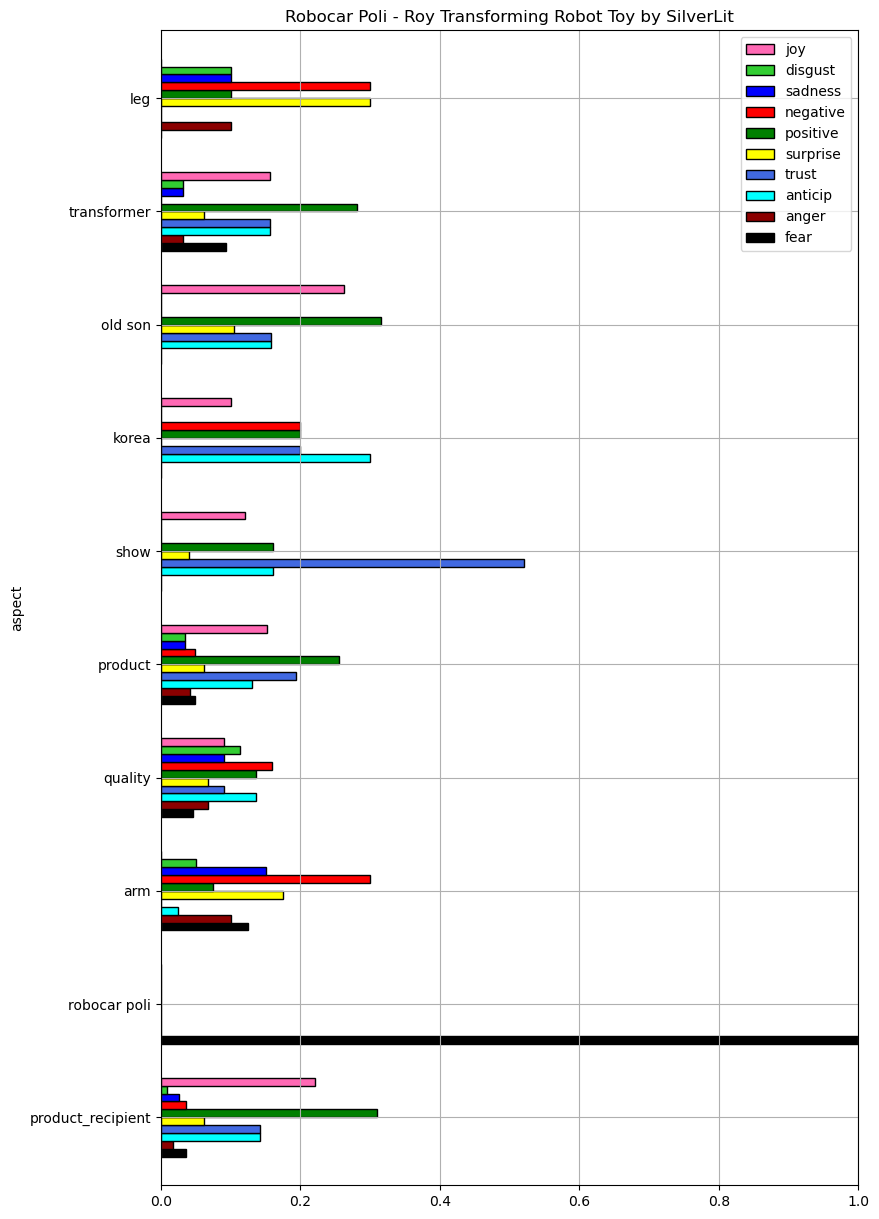 Robocar Poli - Roy Transforming Robot Toy by SilverLit
joy
disgust
sadness
negative
positive
surprise
trust
anticip
anger
fear
leg
transformer
old son
korea
show
product
quality
arm
robocar poli
product_recipient
aspect
0.0 0.2 0.4 0.6 0.8 1.0